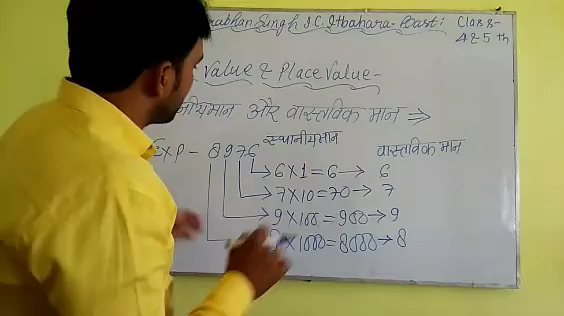 Singh I.C. Itbahara Basti
Class-
4 & 5 th
Value & Place Value -
और वास्तविक मान ⇒
Exp - 8976 स्थानीयमान वास्तविक मान
6×1=6→ 6
7×10=70→ 7
9×100=900→9
×1000=8000→8